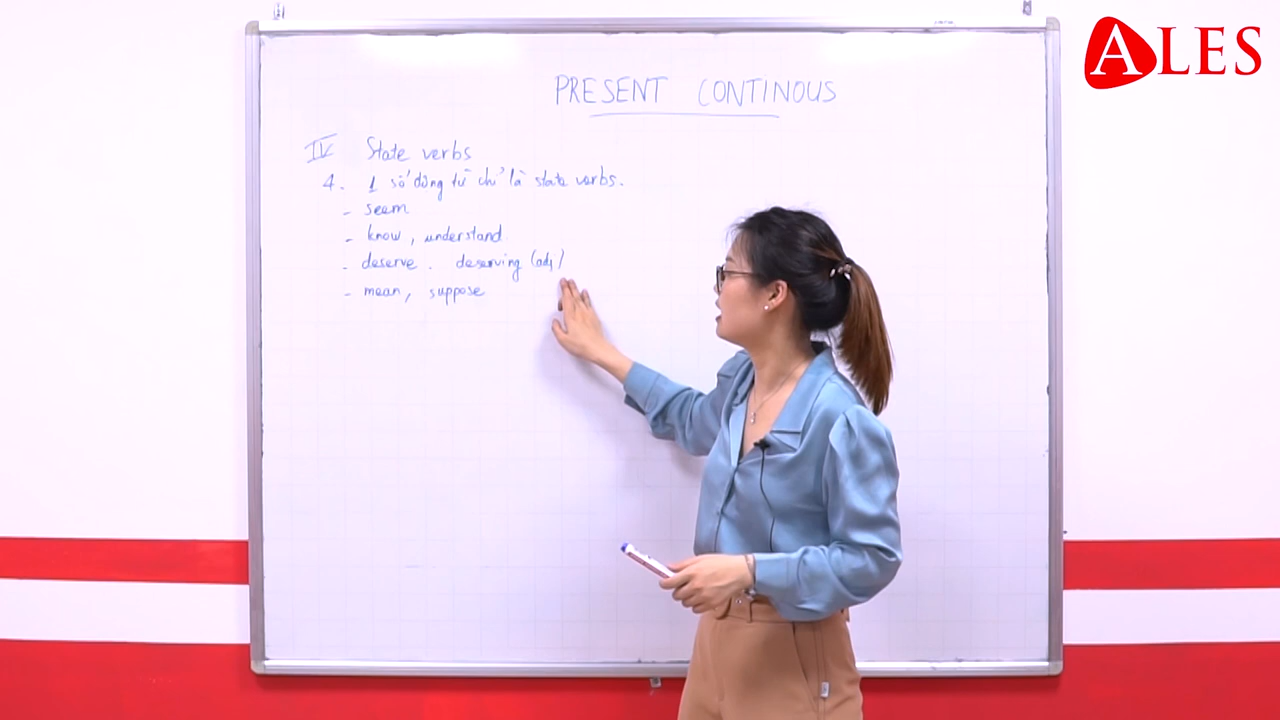 ALES
PRESENT CONTINOUS
IV State verbs
4. 1 số động từ chỉ là state verbs.
- seem
- know, understand
- deserve. deserving (adj)
- mean, suppose